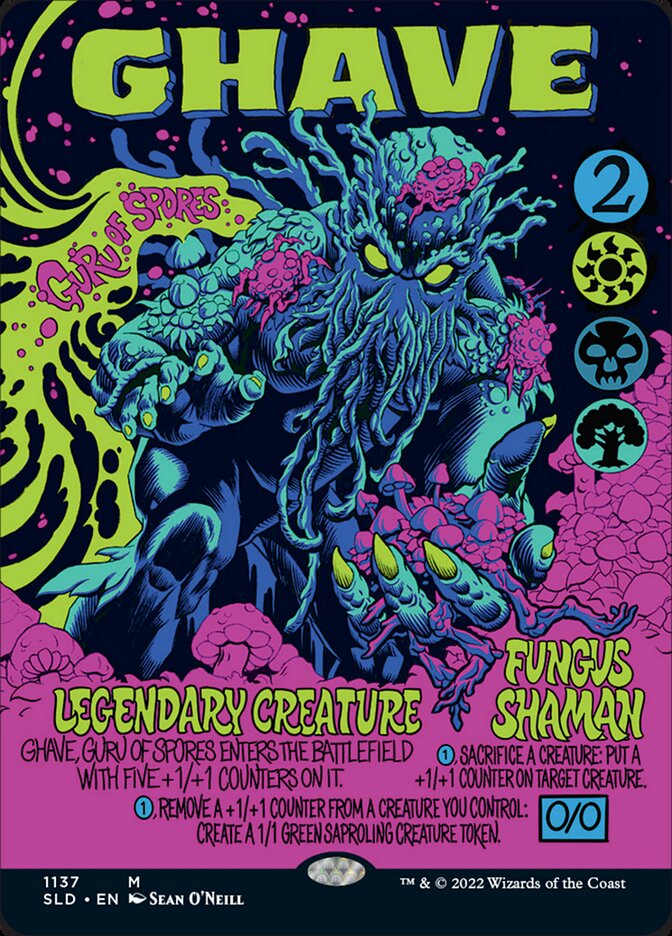 GHAVE
GURU OF SPORES
2
LEGENDARY CREATURE
FUNGUS
SHAMAN
GHAVE, GURU OF SPORES ENTERS THE BATTLEFIELD
WITH FIVE +1/+1 COUNTERS ON IT.
1, SACRIFICE A CREATURE: PUT A
+1/+1 COUNTER ON TARGET CREATURE.
1, REMOVE A +1/+1 COUNTER FROM A CREATURE YOU CONTROL:
CREATE A 1/1 GREEN SAPROLING CREATURE TOKEN.
0/0
1137 M
SLD • EN SEAN O'NEILL
™ & © 2022 Wizards of the Coast